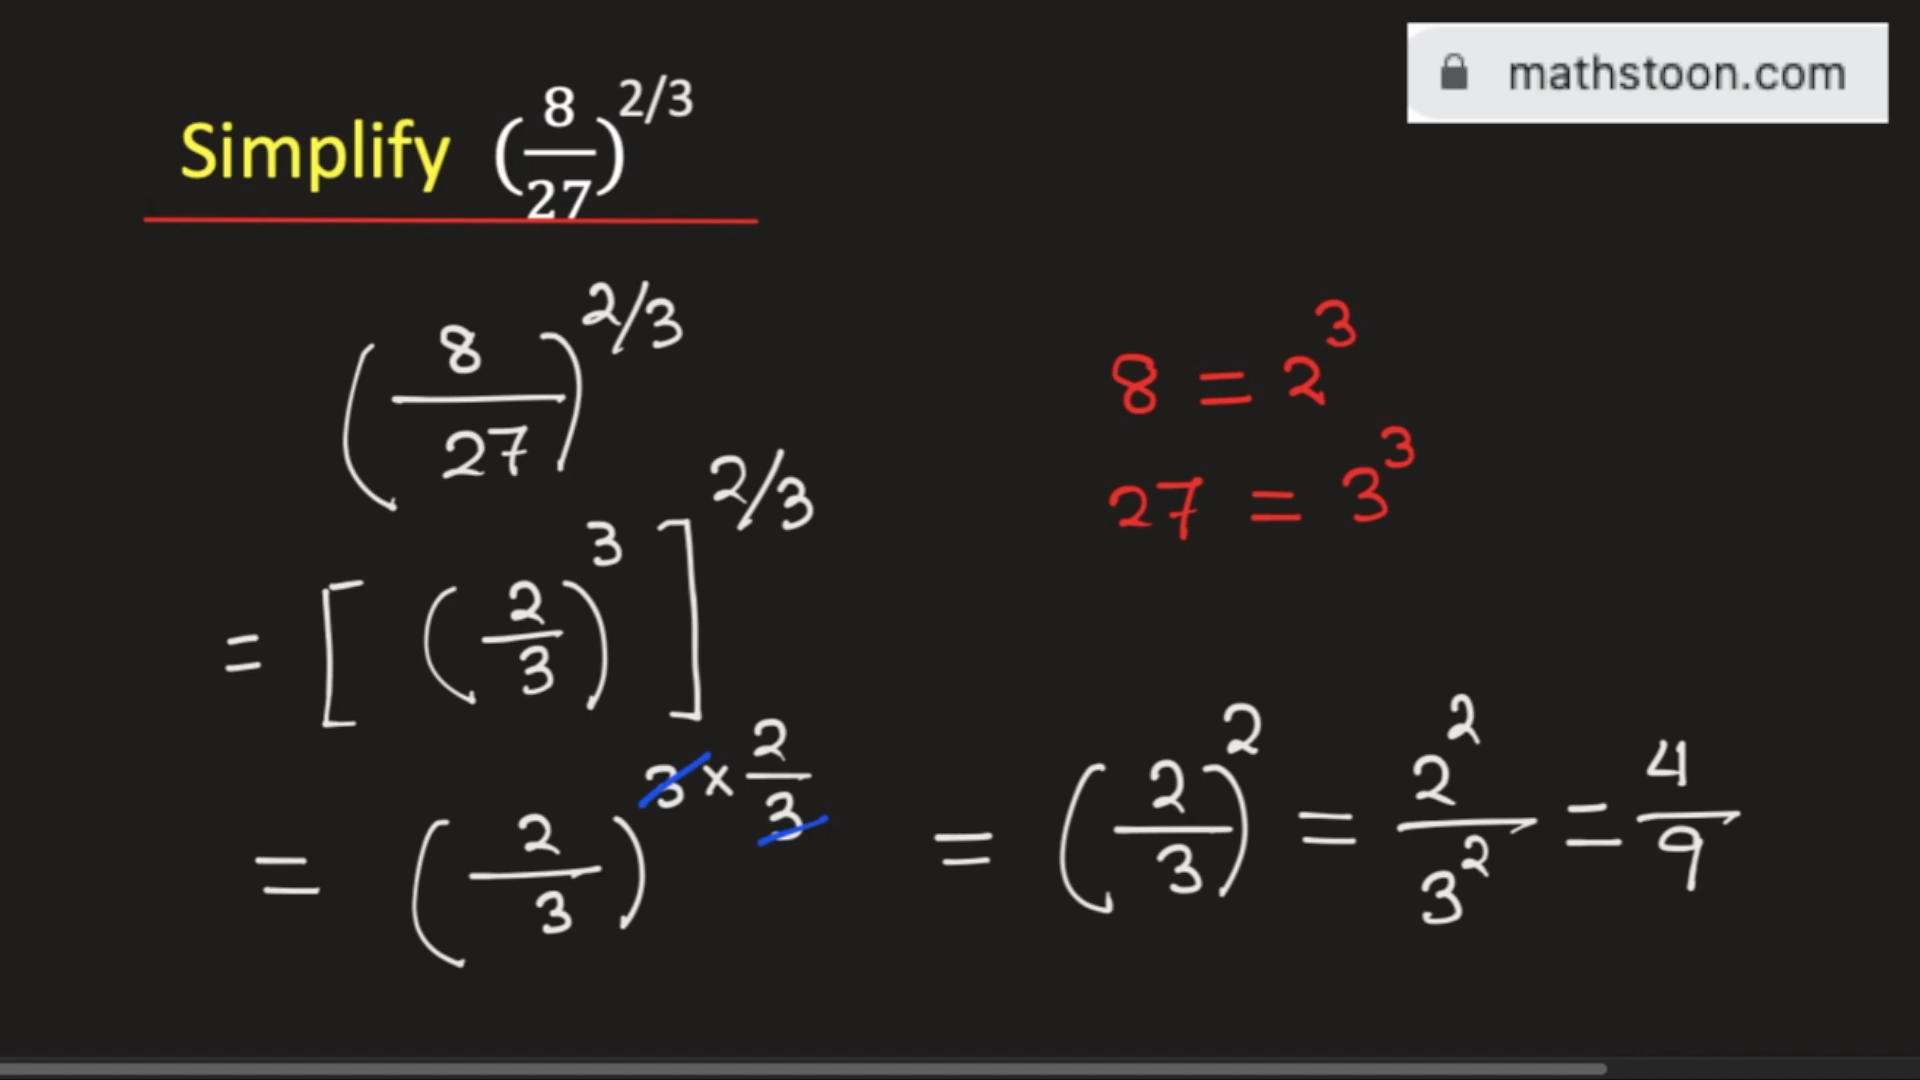 mathstoon.com
Simplify (8/27)^2/3
(8/27)^2/3
8 = 2^3
27 = 3^3
= [(2/3)^3]^2/3
= (2/3)^3×2/3 = (2/3)^2 = 2^2/3^2 = 4/9